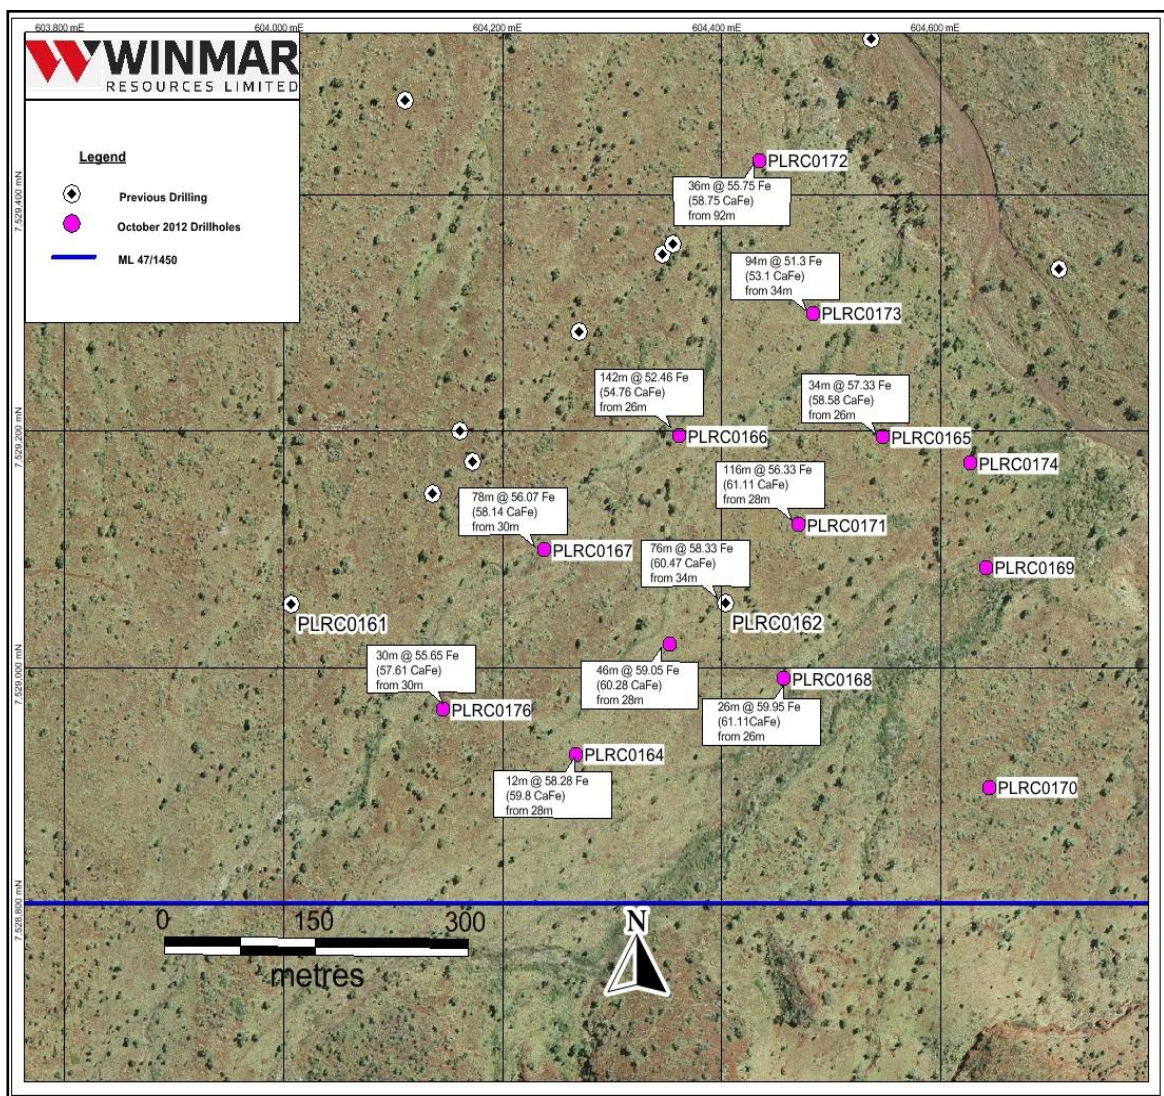 603,800 mE
604,000 mE
604,200 mE
604,400 mE
604,600 mE
WINMAR
RESOURCES LIMITED
Legend
Previous Drilling
October 2012 Drillholes
ML 47/1450
7,529,400 mN
7,529,200 mN
7,529,000 mN
7,528,800 mN
PLRC0172
36m @ 55.75 Fe
(58.75 CaFe)
from 92m
94m @ 51.3 Fe
(53.1 CaFe)
from 34m
PLRC0173
142m @ 52.46 Fe
(54.76 CaFe)
from 26m
PLRC0166
34m @ 57.33 Fe
(58.58 CaFe)
from 26m
PLRC0165
PLRC0174
116m @ 56.33 Fe
(61.11 CaFe)
from 28m
PLRC0171
78m @ 56.07 Fe
(58.14 CaFe)
from 30m
PLRC0167
76m @ 58.33 Fe
(60.47 CaFe)
from 34m
PLRC0162
PLRC0169
PLRC0161
30m @ 55.65 Fe
(57.61 CaFe)
from 30m
PLRC0176
46m @ 59.05 Fe
(60.28 CaFe)
from 28m
PLRC0168
26m @ 59.95 Fe
(61.11CaFe)
from 26m
PLRC0164
12m @ 58.28 Fe
(59.8 CaFe)
from 28m
PLRC0170
0 150 300
metres
N